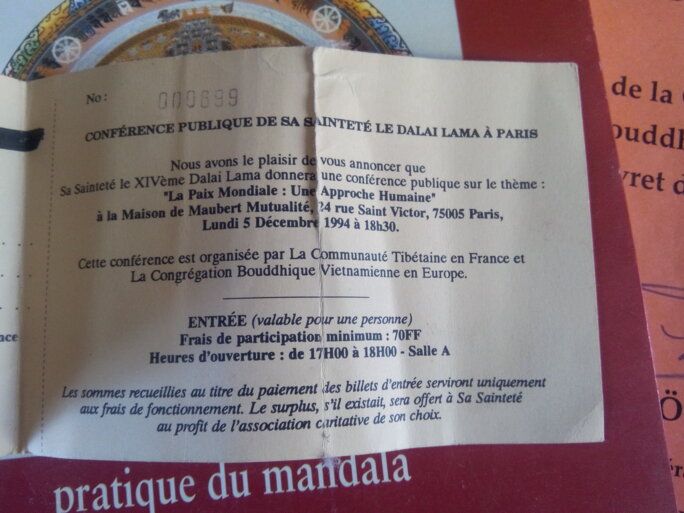 No: 000699
CONFÉRENCE PUBLIQUE DE SA SAINTETÉ LE DALAI LAMA À PARIS
Nous avons le plaisir de vous annoncer que
Sa Sainteté le XIVème Dalai Lama donnera une conférence publique sur le thème :
"La Paix Mondiale : Une Approche Humaine"
à la Maison de Maubert Mutualité, 24 rue Saint Victor, 75005 Paris,
Lundi 5 Décembre 1994 à 18h30.
Cette conférence est organisée par La Communauté Tibétaine en France et
La Congrégation Bouddhique Vietnamienne en Europe.
ENTRÉE (valable pour une personne)
Frais de participation minimum : 70FF
Heures d'ouverture : de 17H00 à 18H00 - Salle A
Les sommes recueillies au titre du paiement des billets d'entrée serviront uniquement
aux frais de fonctionnement. Le surplus, s'il existait, sera offert à Sa Sainteté
au profit de l'association caritative de son choix.
pratique du mandala
de la